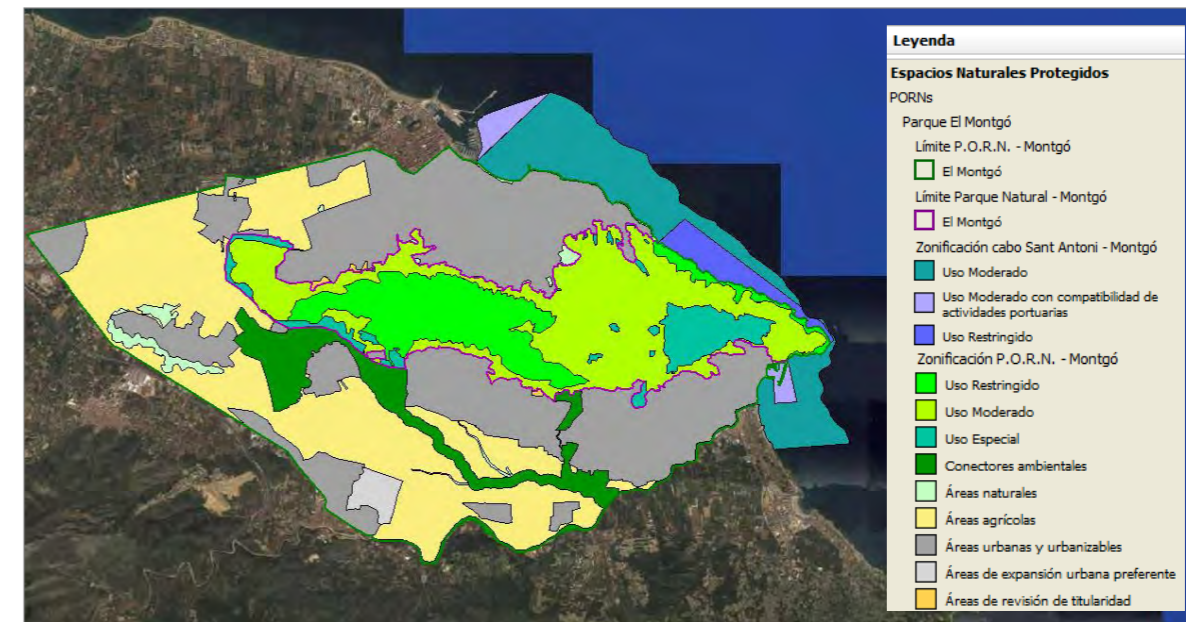 Leyenda
Espacios Naturales Protegidos
PORNs
Parque El Montgó
Límite P.O.R.N. - Montgó
El Montgó
Límite Parque Natural - Montgó
El Montgó
Zonificación cabo Sant Antoni - Montgó
Uso Moderado
Uso Moderado con compatibilidad de
actividades portuarias
Uso Restringido
Zonificación P.O.R.N. - Montgó
Uso Restringido
Uso Moderado
Uso Especial
Conectores ambientales
Áreas naturales
Áreas agrícolas
Áreas urbanas y urbanizables
Áreas de expansión urbana preferente
Áreas de revisión de titularidad